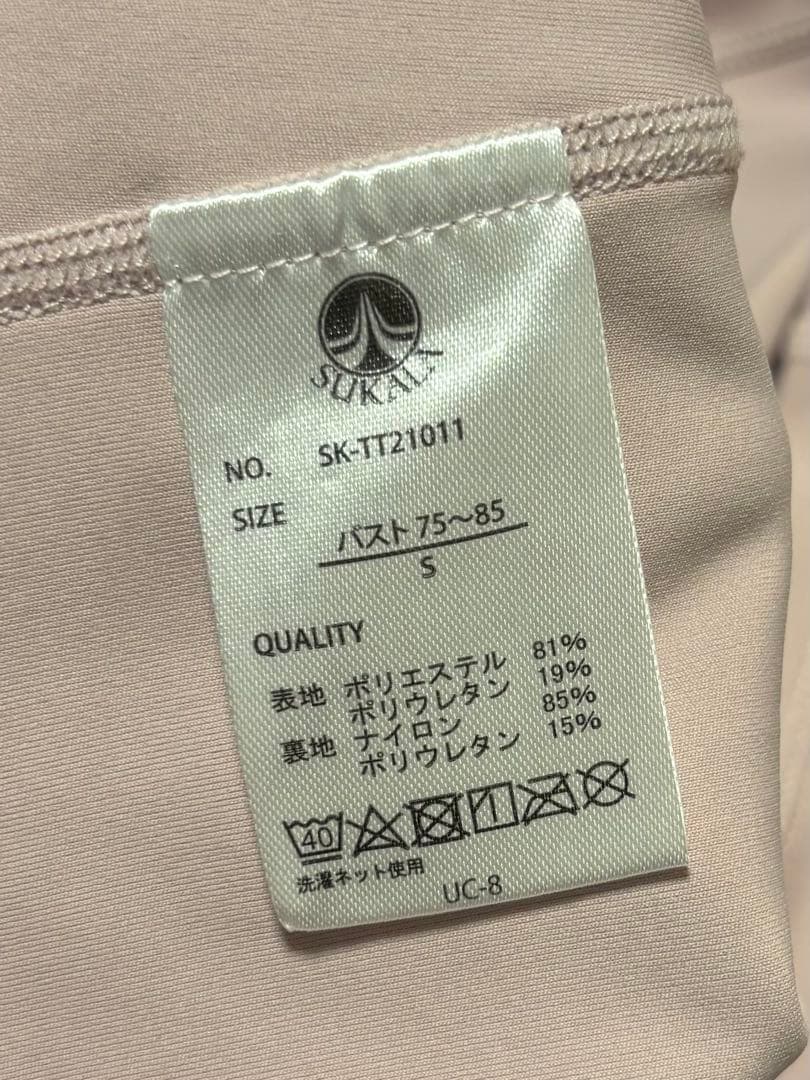 SUKALA
NO. SK-TT21011
SIZE バスト 75〜85
S
QUALITY
表地 ポリエステル 81%
ポリウレタン 19%
裏地 ナイロン 85%
ポリウレタン 15%
40
洗濯ネット使用
UC-8